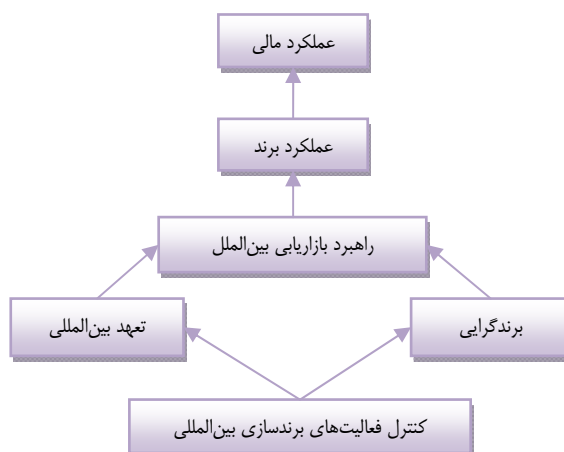 عملکرد مالی
عملکرد برند
راهبرد بازاریابی بین‌الملل
برندگرایی
تعهد بین‌المللی
کنترل فعالیت‌های برندسازی بین‌المللی